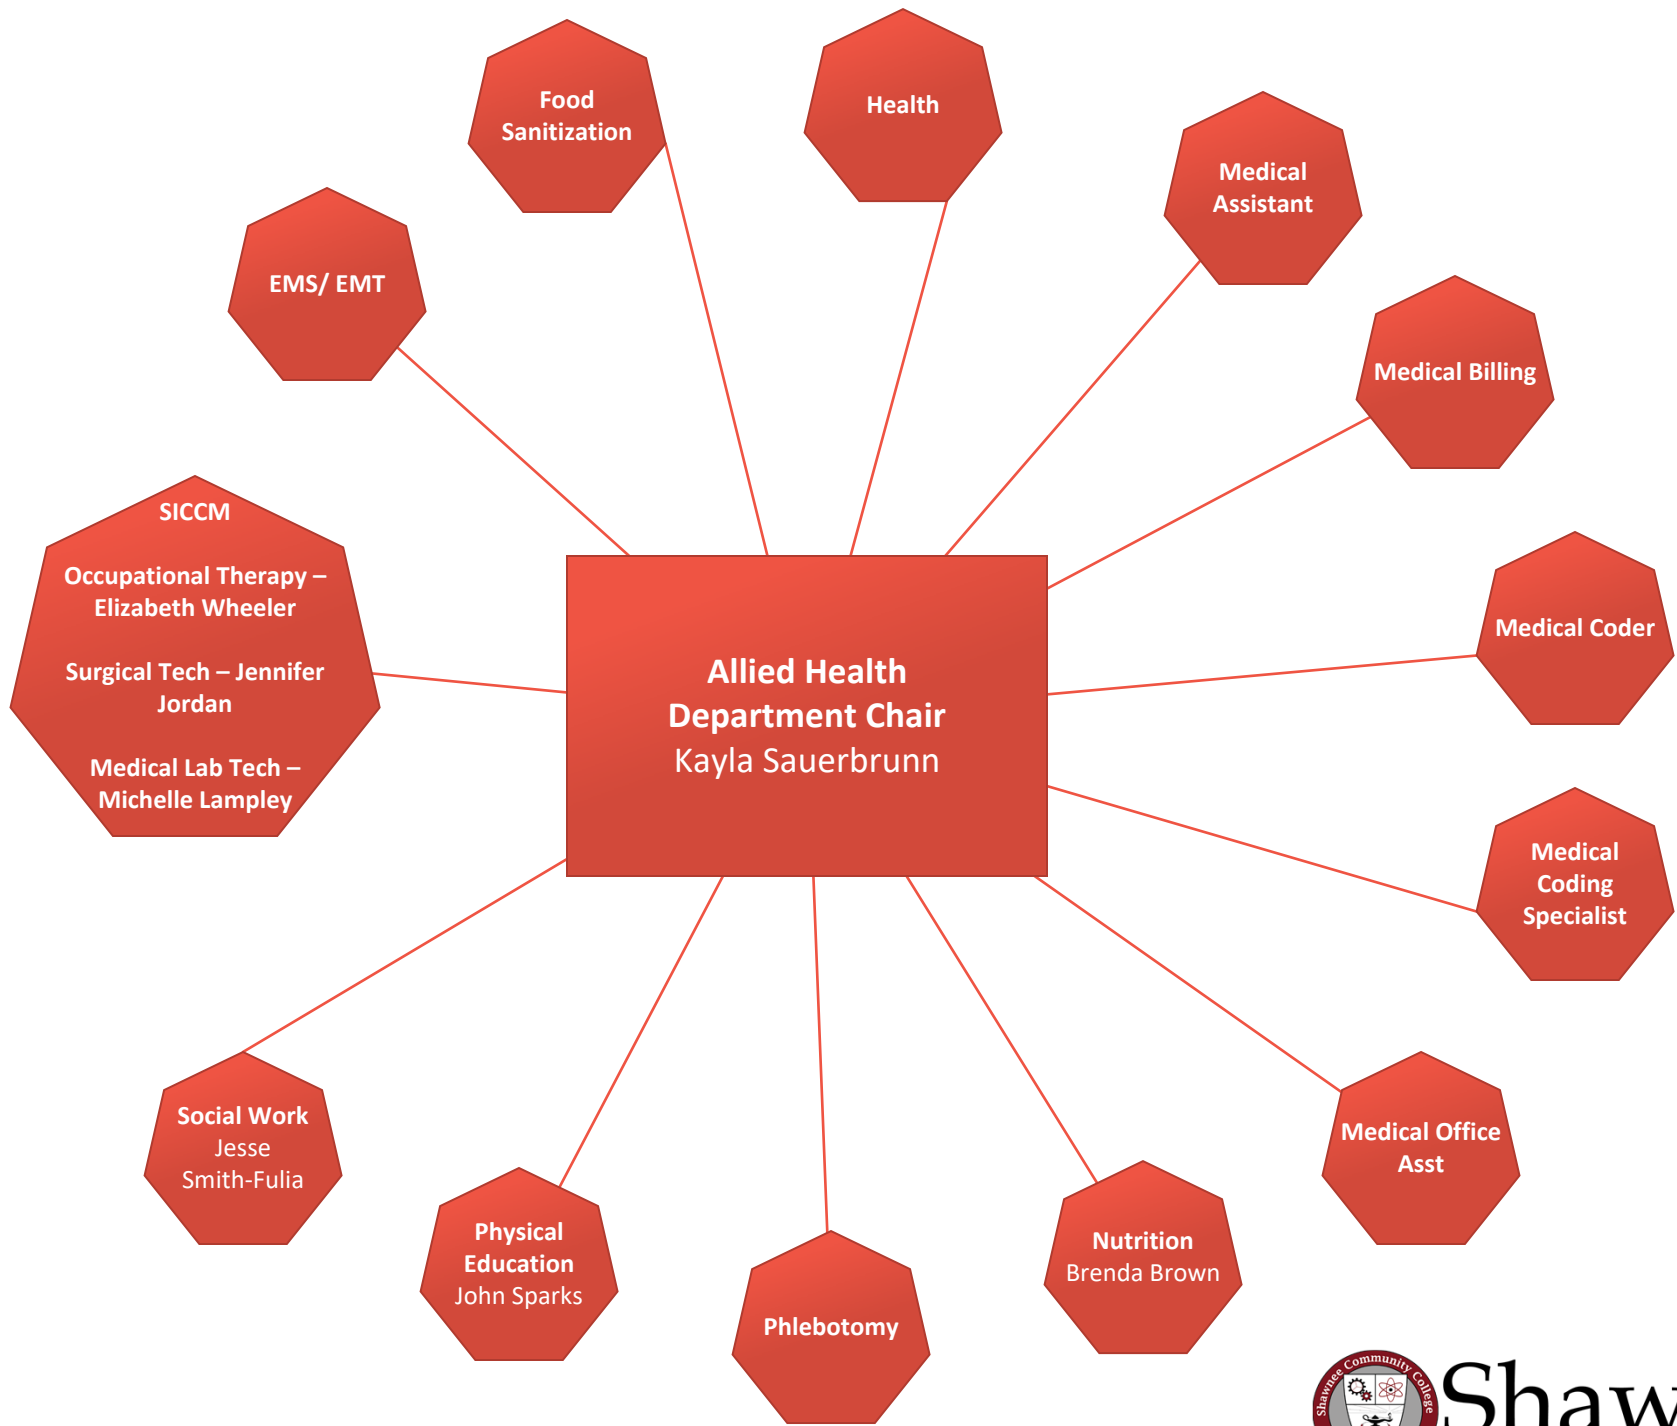 Food
Sanitization
Health
Medical
Assistant
EMS/ EMT
Medical Billing
SICCM
Occupational Therapy –
Elizabeth Wheeler
Surgical Tech – Jennifer
Jordan
Medical Lab Tech –
Michelle Lampley
Allied Health
Department Chair
Kayla Sauerbrunn
Medical Coder
Medical
Coding
Specialist
Social Work
Jesse
Smith-Fulia
Physical
Education
John Sparks
Phlebotomy
Nutrition
Brenda Brown
Medical Office
Asst
Shawnee Community College
Shaw